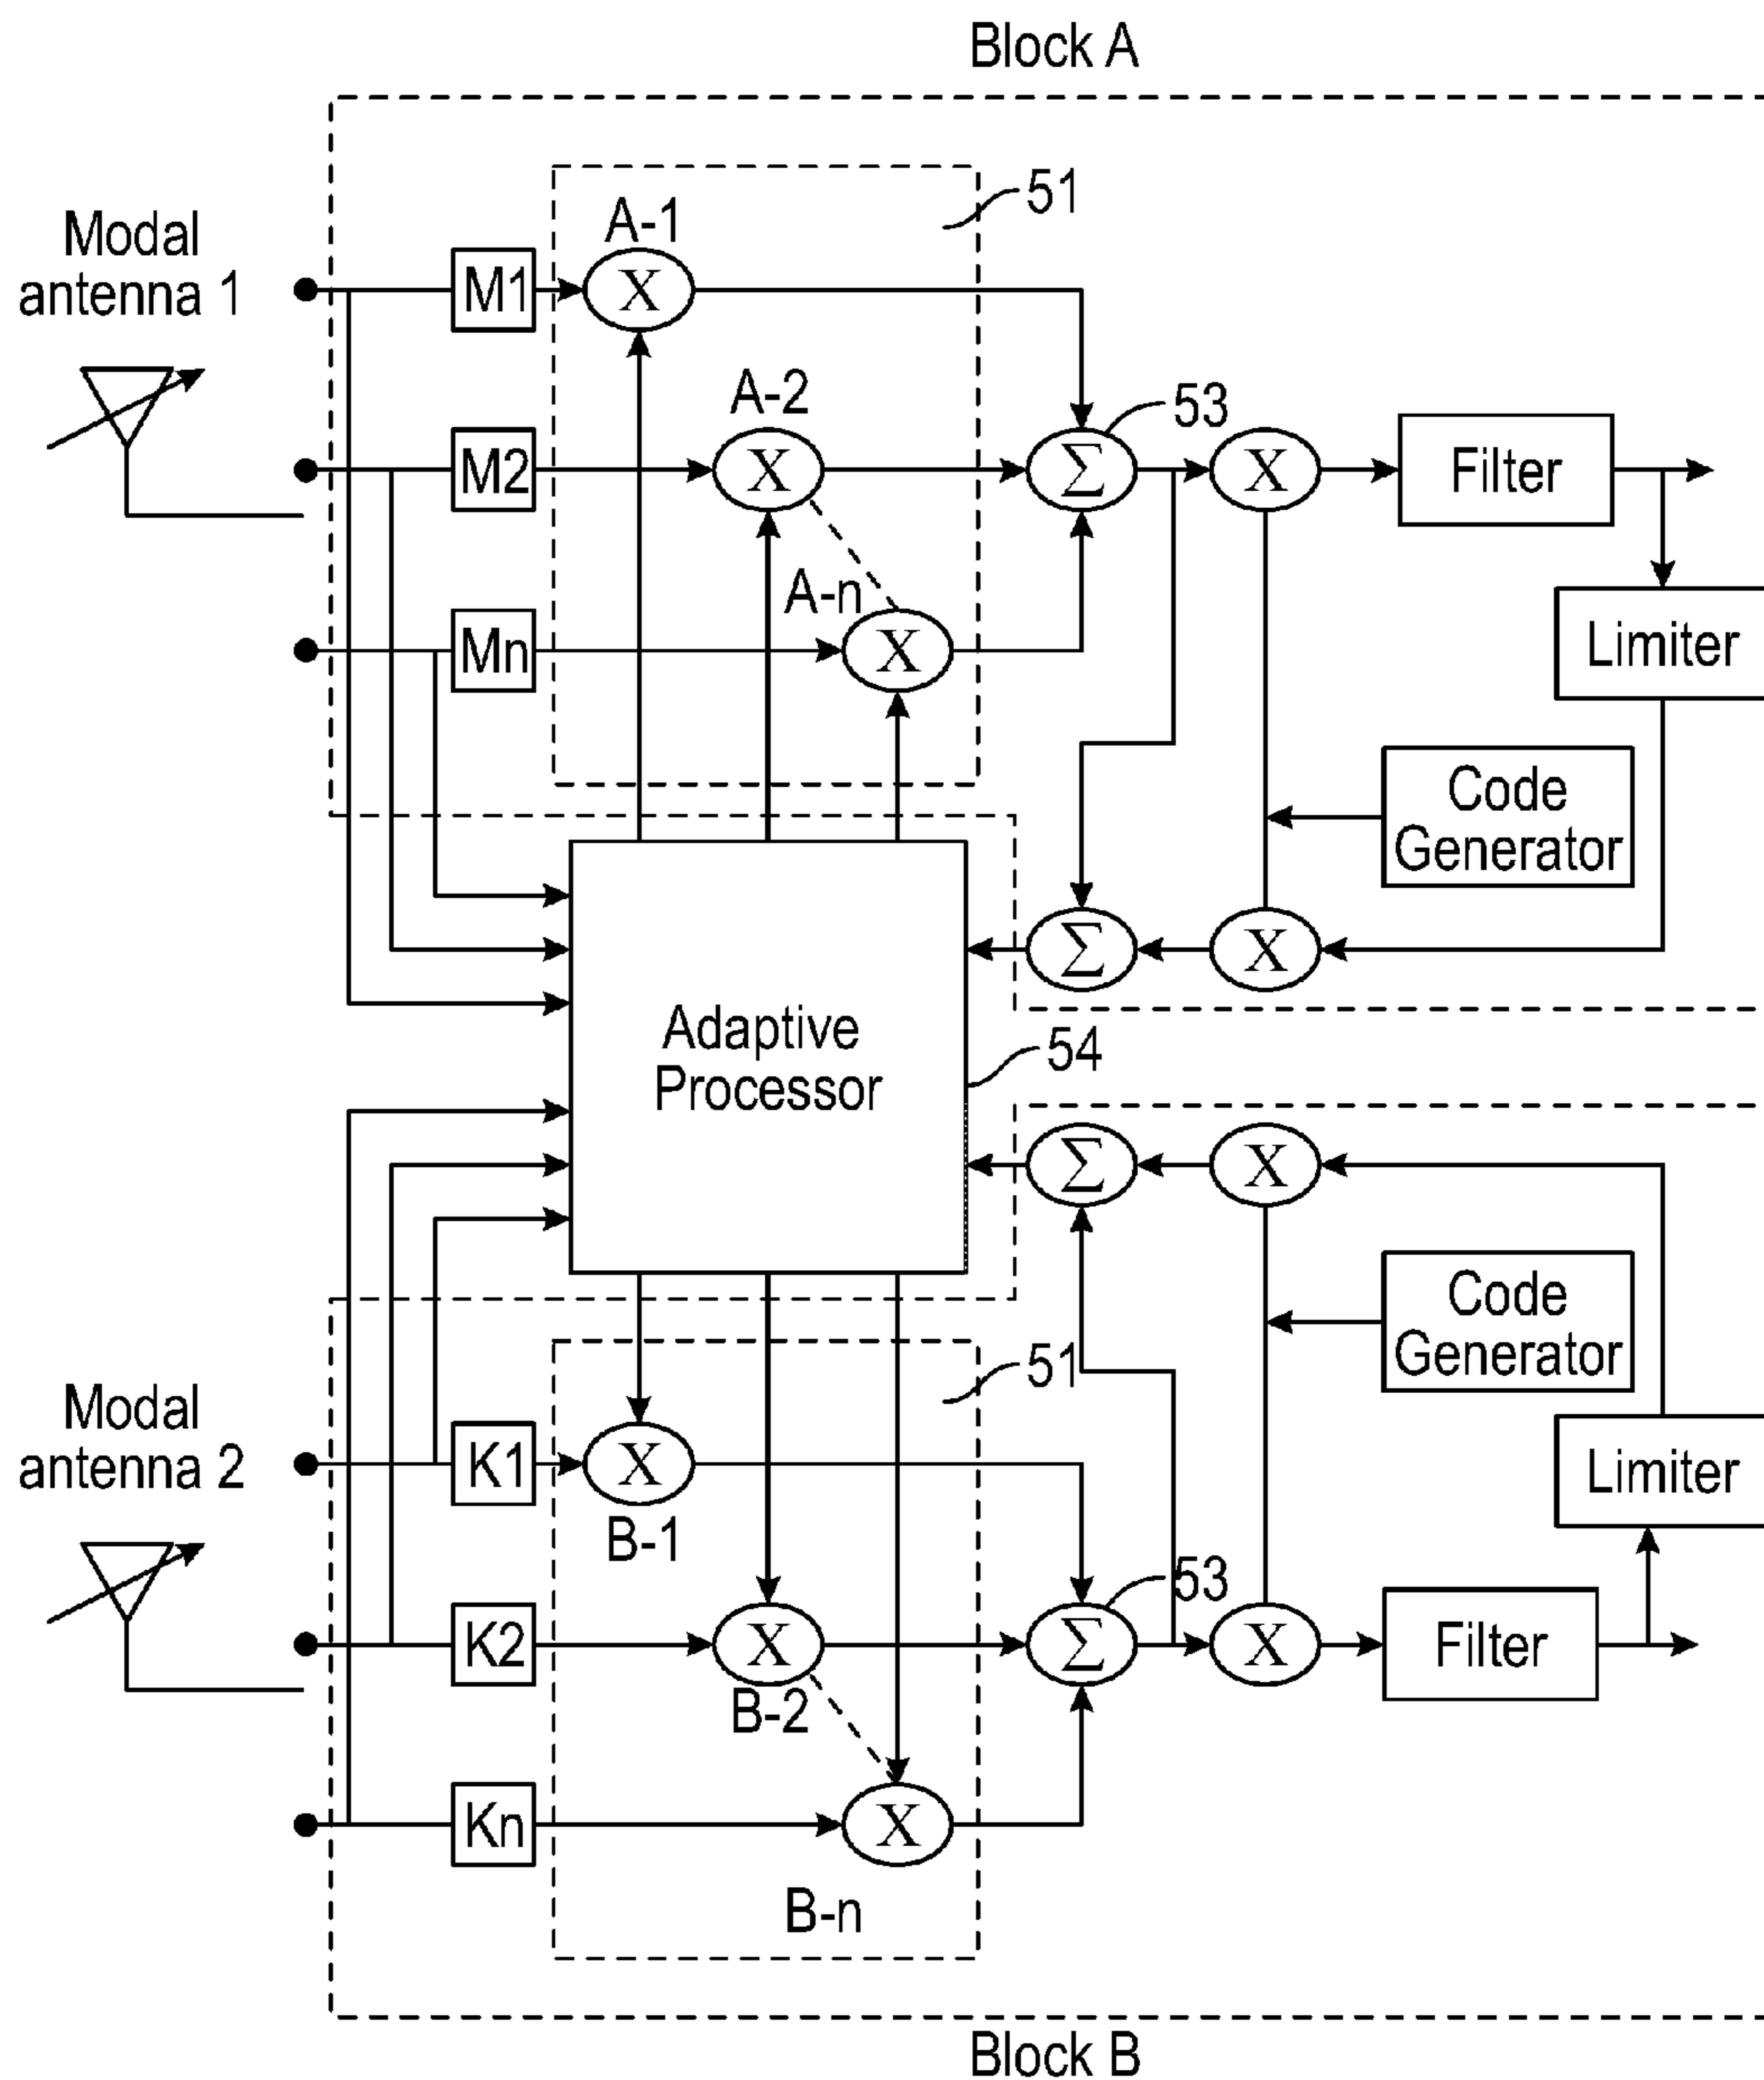 Block A
51
Modal
antenna 1
A-1
X
M1
A-2
53
M2
X
Σ
X
Filter
A-n
Mn
X
Limiter
Code
Generator
Σ
X
Adaptive
Processor
54
Σ
X
Code
Generator
51
Modal
antenna 2
K1
X
Limiter
B-1
53
K2
X
Σ
X
Filter
B-2
Kn
X
B-n
Block B